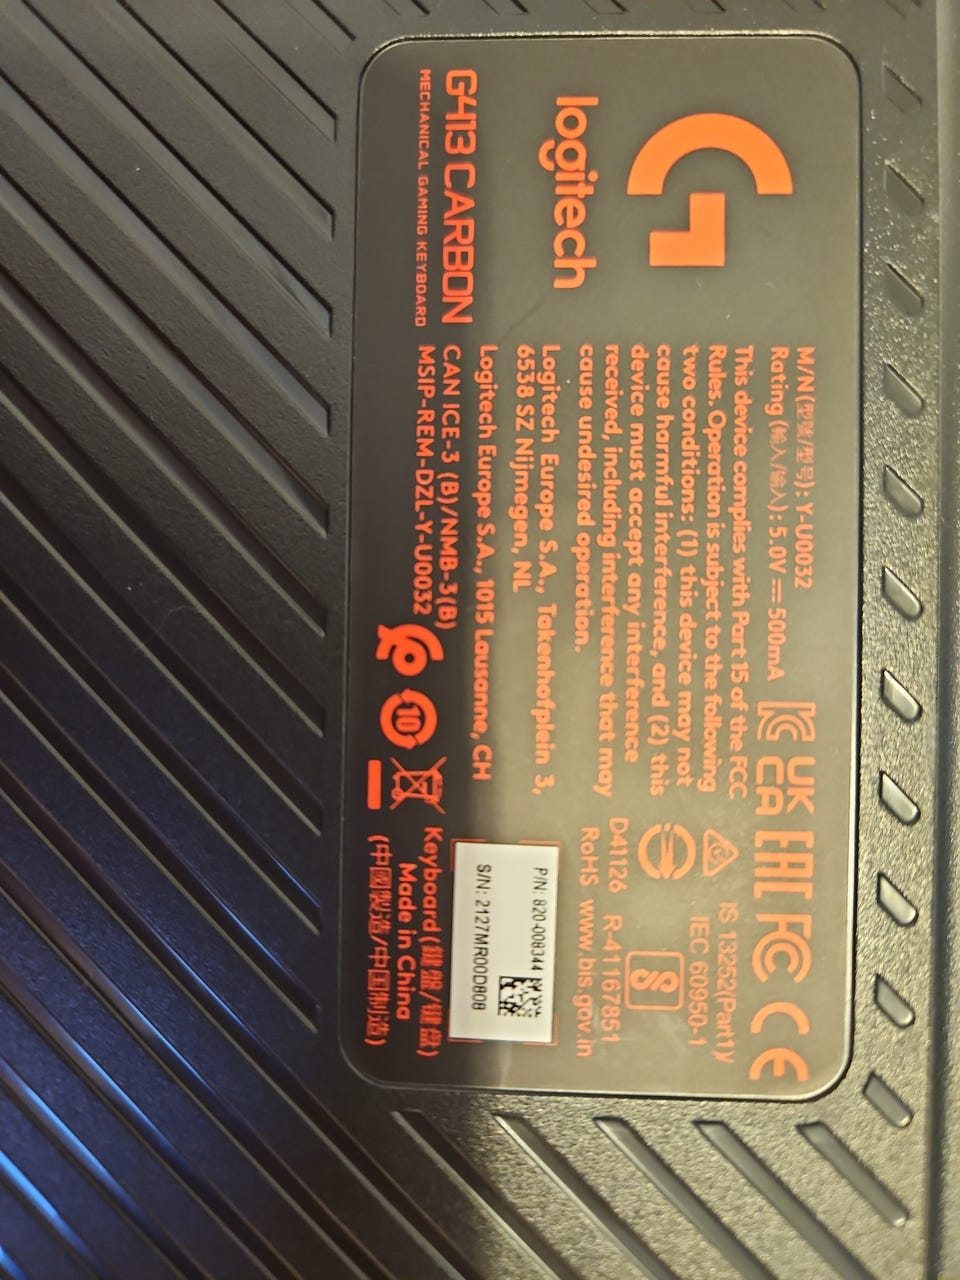 logitech
G413 CARBON
MECHANICAL GAMING KEYBOARD
M/N(型號/型号): Y-U0032
Rating (輸入/输入): 5.0V ⎓ 500mA
This device complies with Part 15 of the FCC
Rules. Operation is subject to the following
two conditions: (1) this device may not
cause harmful interference, and (2) this
device must accept any interference
received, including interference that may
cause undesired operation.
Logitech Europe S.A., Takenhofplein 3,
6538 SZ Nijmegen, NL
Logitech Europe S.A., 1015 Lausanne, CH
CAN ICE-3 (B)/NMB-3(B)
MSIP-REM-DZL-Y-U0032
10
UK
CA
EAC
FC
CE
IS 13252(Part1)/
IEC 60950-1
D41126 R-41167851
RoHS www.bis.gov.in
P/N: 820-008344
S/N: 2127MR00D808
Keyboard (鍵盤/键盘)
Made in China
(中國製造/中国制造)